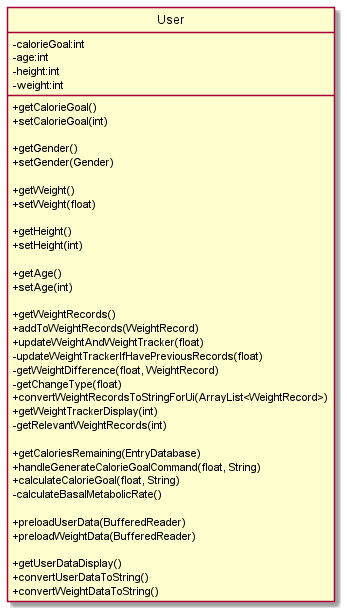 User
-calorieGoal:int
-age:int
-height:int
-weight:int
+getCalorieGoal()
+setCalorieGoal(int)
+getGender()
+setGender(Gender)
+getWeight()
+setWeight(float)
+getHeight()
+setHeight(int)
+getAge()
+setAge(int)
+getWeightRecords()
+addToWeightRecords(WeightRecord)
+updateWeightAndWeightTracker(float)
-updateWeightTrackerIfHavePreviousRecords(float)
-getWeightDifference(float, WeightRecord)
-getChangeType(float)
+convertWeightRecordsToStringForUi(ArrayList<WeightRecord>)
+getWeightTrackerDisplay(int)
-getRelevantWeightRecords(int)
+getCaloriesRemaining(EntryDatabase)
+handleGenerateCalorieGoalCommand(float, String)
+calculateCalorieGoal(float, String)
-calculateBasalMetabolicRate()
+preloadUserData(BufferedReader)
+preloadWeightData(BufferedReader)
+getUserDataDisplay()
+convertUserDataToString()
+convertWeightDataToString()